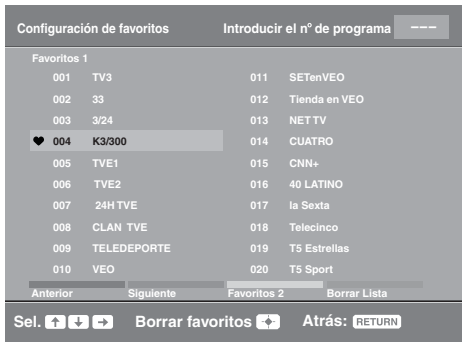 Configuración de favoritos Introducir el nº de programa ---
Favoritos 1
001 TV3
002 33
003 3/24
004 K3/300
005 TVE1
006 TVE2
007 24H TVE
008 CLAN TVE
009 TELEDEPORTE
010 VEO
011 SETenVEO
012 Tienda en VEO
013 NET TV
014 CUATRO
015 CNN+
016 40 LATINO
017 la Sexta
018 Telecinco
019 T5 Estrellas
020 T5 Sport
Anterior Siguiente Favoritos 2 Borrar Lista
Sel. Borrar favoritos Atrás: RETURN